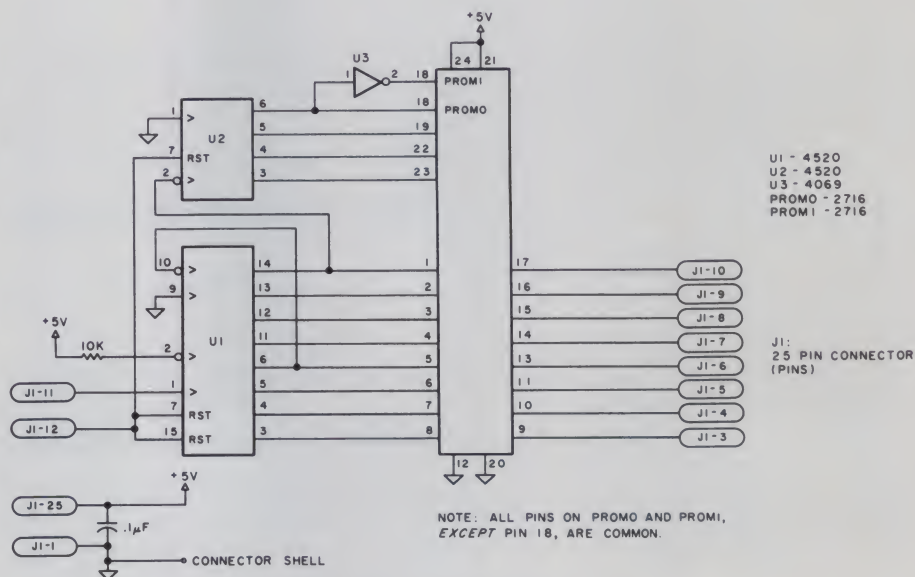 +5V
U3
24 21
1 2 18 PROM1
6 18 PROM0
1 > U2 5 19
7 RST 4 22
2 > 3 23
U1 - 4520
U2 - 4520
U3 - 4069
PROM0 - 2716
PROM1 - 2716
10 > 14 1 17 J1-10
9 > 13 2 16 J1-9
12 3 15 J1-8
+5V
10K
U1
11 4 14 J1-7
2 > 6 5 13 J1-6
J1-11 1 > 5 6 11 J1-5
J1-12 7 RST 4 7 10 J1-4
15 RST 3 8 9 J1-3
J1:
25 PIN CONNECTOR
(PINS)
12 20
+5V
J1-25
.1µF
J1-1
CONNECTOR SHELL
NOTE: ALL PINS ON PROM0 AND PROM1,
EXCEPT PIN 18, ARE COMMON.